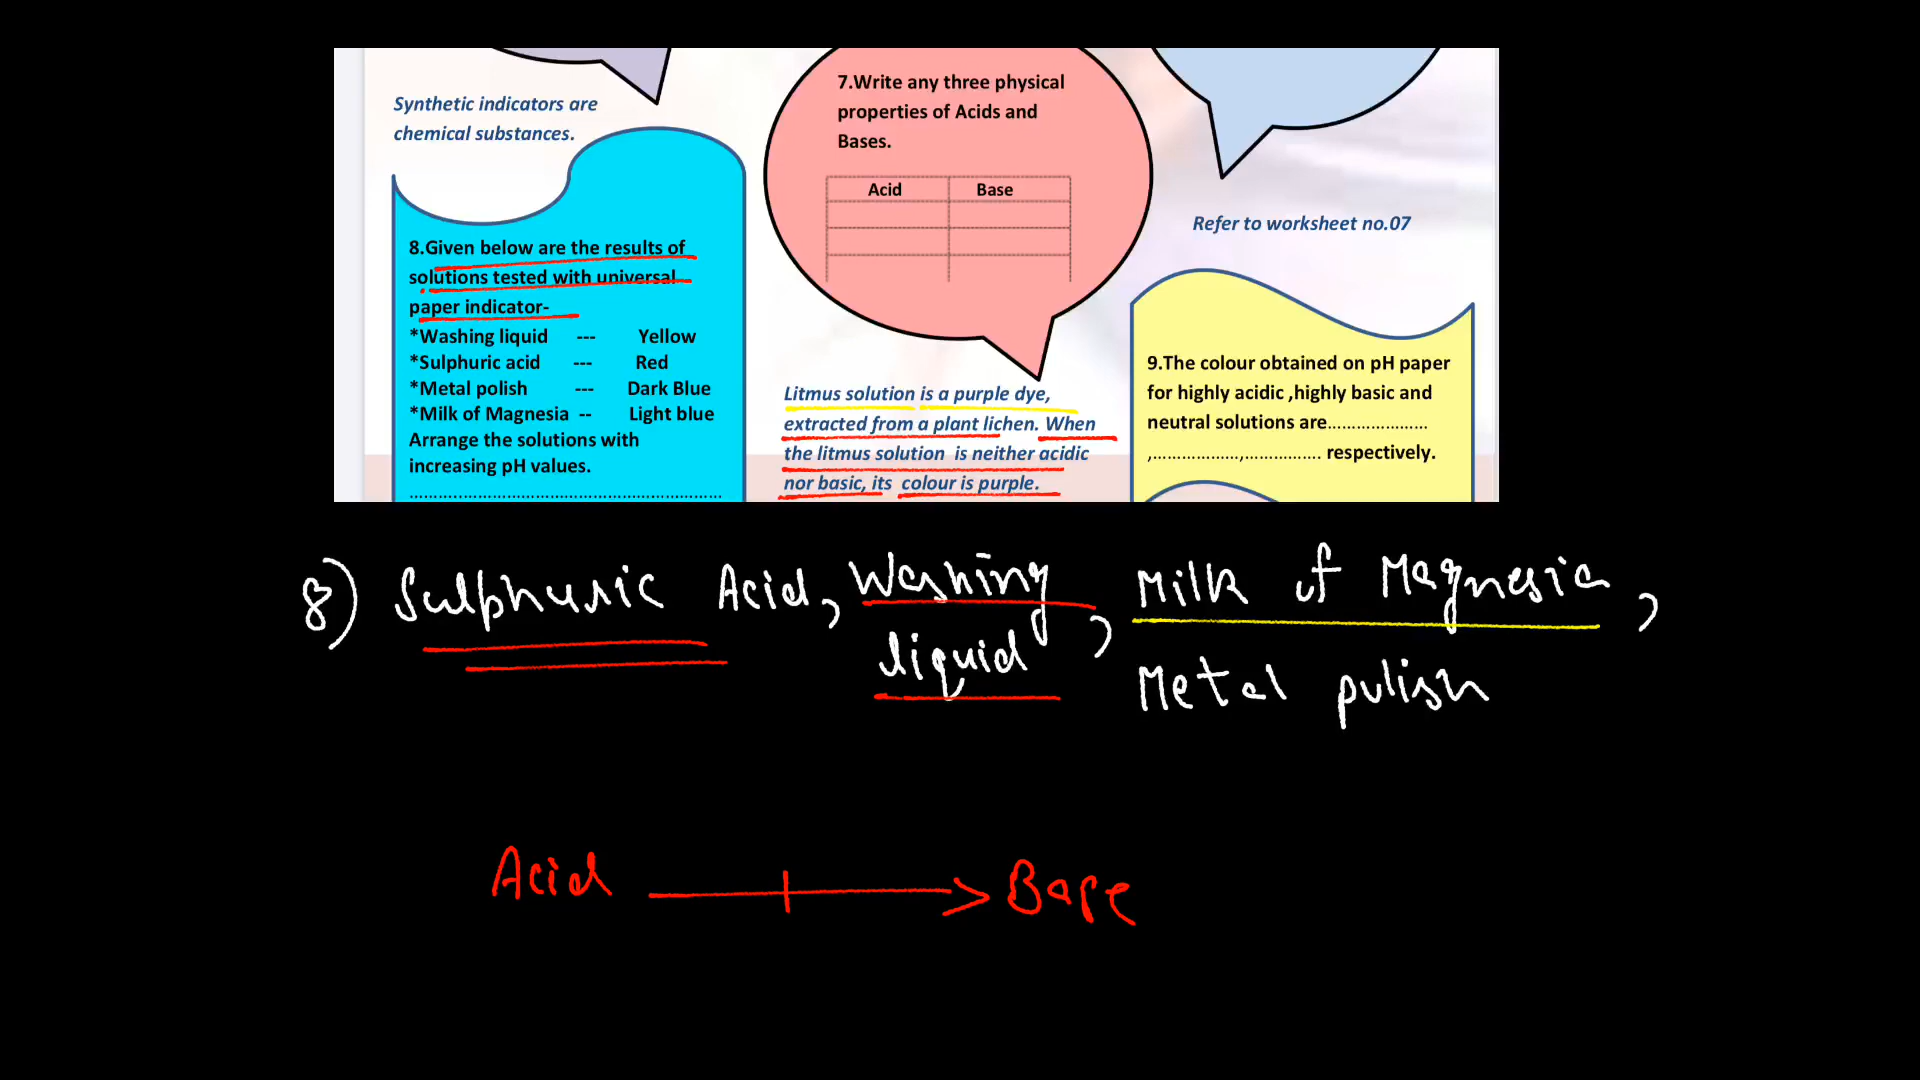 Synthetic indicators are
chemical substances.
8.Given below are the results of
solutions tested with universal
paper indicator-
*Washing liquid --- Yellow
*Sulphuric acid --- Red
*Metal polish --- Dark Blue
*Milk of Magnesia -- Light blue
Arrange the solutions with
increasing pH values.
................................................................
7.Write any three physical
properties of Acids and
Bases.
Acid Base
Litmus solution is a purple dye,
extracted from a plant lichen. When
the litmus solution is neither acidic
nor basic, its colour is purple.
Refer to worksheet no.07
9.The colour obtained on pH paper
for highly acidic ,highly basic and
neutral solutions are.....................
,..................,................ respectively.
8) Sulphuric Acid, Washing
liquid, Milk of Magnesia,
Metal polish
Acid Base